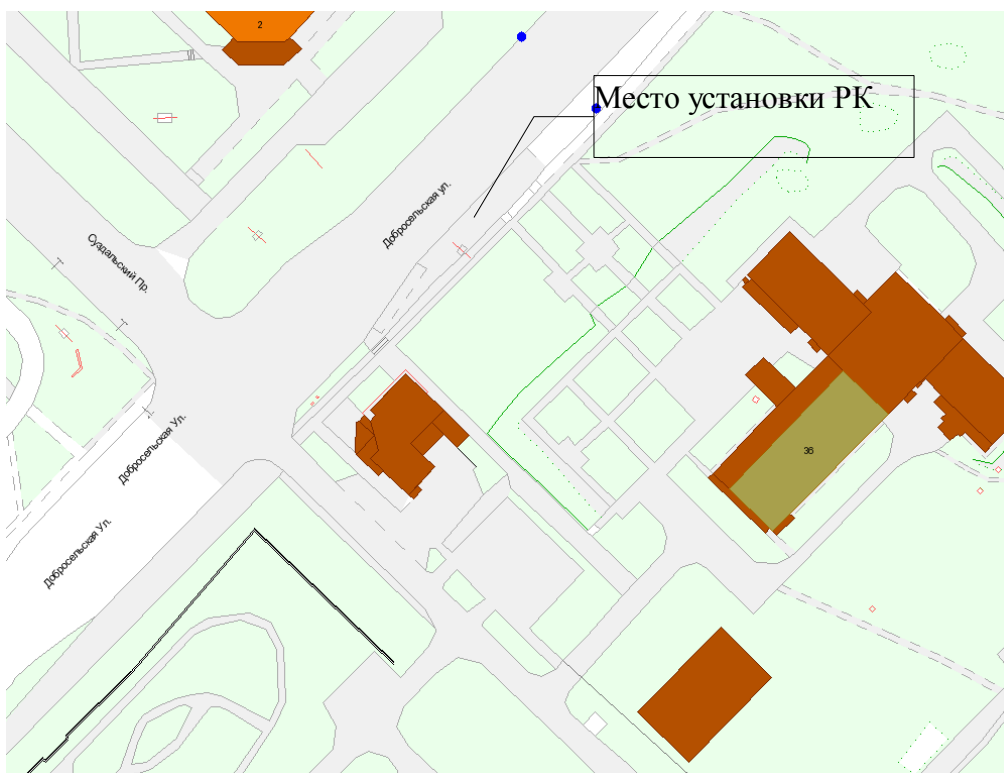 2
Место установки РК
Добросельская ул.
Суздальский Пр.
Добросельская Ул.
36
Добросельская Ул.